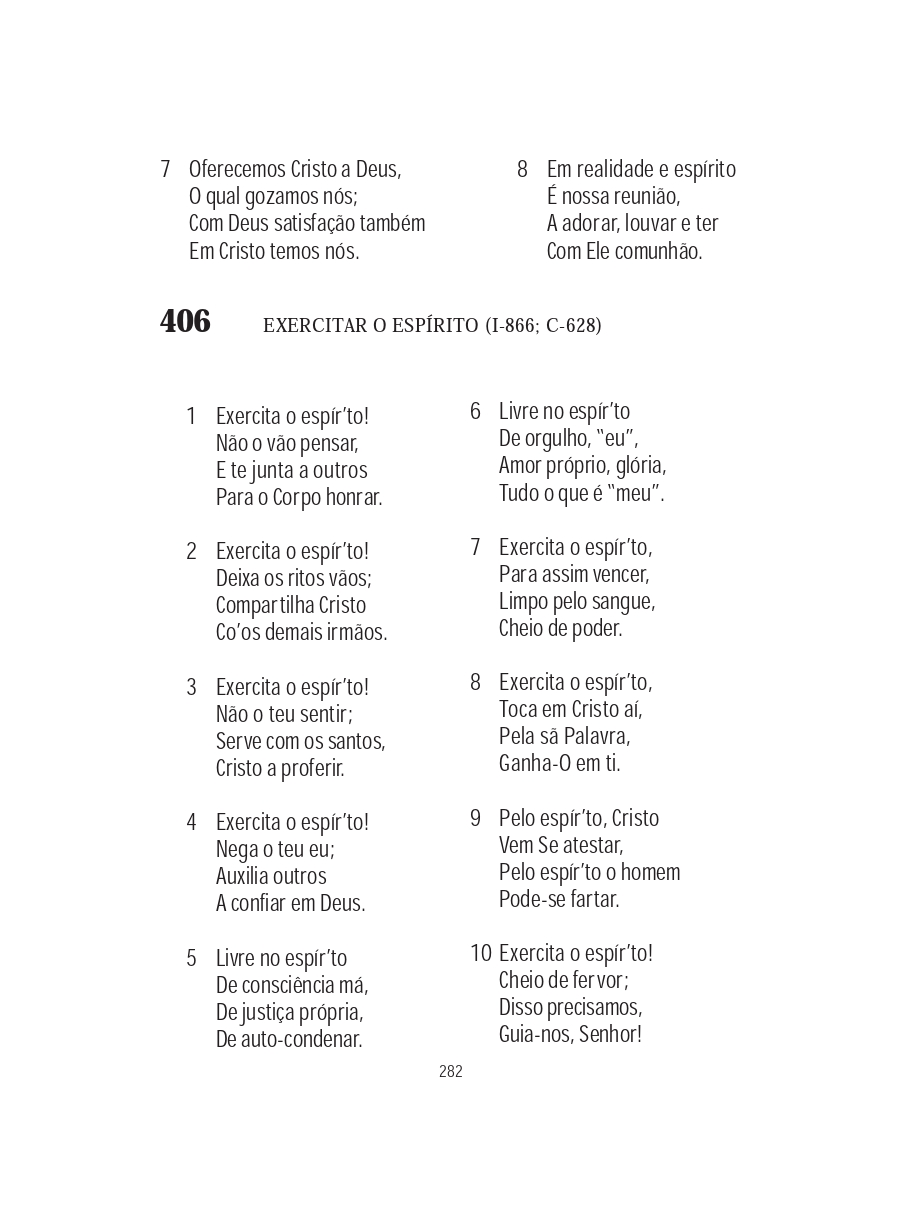 7 Oferecemos Cristo a Deus,
O qual gozamos nós;
Com Deus satisfação também
Em Cristo temos nós.
8 Em realidade e espírito
É nossa reunião,
A adorar, louvar e ter
Com Ele comunhão.
406 EXERCITAR O ESPÍRITO (I-866; C-628)
1 Exercita o espír’to!
Não o vão pensar,
E te junta a outros
Para o Corpo honrar.
2 Exercita o espír’to!
Deixa os ritos vãos;
Compartilha Cristo
Co’os demais irmãos.
3 Exercita o espír’to!
Não o teu sentir;
Serve com os santos,
Cristo a proferir.
4 Exercita o espír’to!
Nega o teu eu;
Auxilia outros
A confiar em Deus.
5 Livre no espír’to
De consciência má,
De justiça própria,
De auto-condenar.
6 Livre no espír’to
De orgulho, “eu”,
Amor próprio, glória,
Tudo o que é “meu”.
7 Exercita o espír’to,
Para assim vencer,
Limpo pelo sangue,
Cheio de poder.
8 Exercita o espír’to,
Toca em Cristo aí,
Pela sã Palavra,
Ganha-O em ti.
9 Pelo espír’to, Cristo
Vem Se atestar,
Pelo espír’to o homem
Pode-se fartar.
10 Exercita o espír’to!
Cheio de fervor;
Disso precisamos,
Guia-nos, Senhor!
282